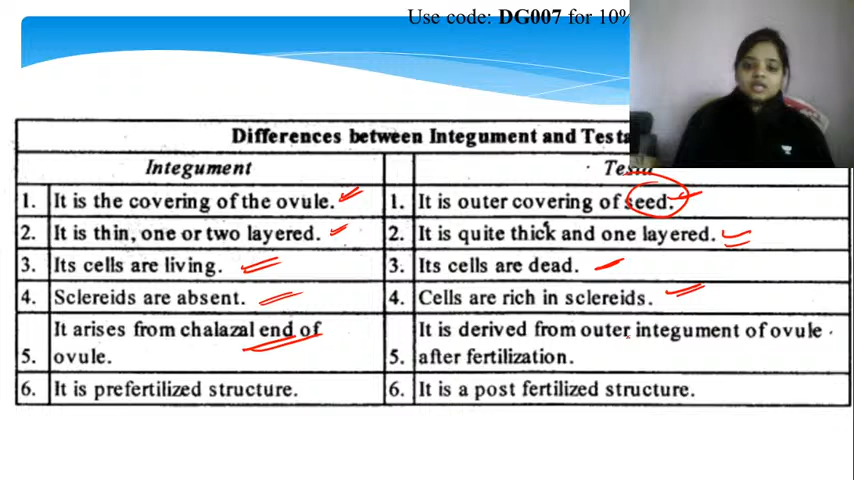 Use code: DG007 for 10%
Differences between Integument and Testa
Integument
Testa
1. It is the covering of the ovule.
1. It is outer covering of seed.
2. It is thin, one or two layered.
2. It is quite thick and one layered.
3. Its cells are living.
3. Its cells are dead.
4. Sclereids are absent.
4. Cells are rich in sclereids.
It arises from chalazal end of
5. ovule.
It is derived from outer integument of ovule
5. after fertilization.
6. It is prefertilized structure.
6. It is a post fertilized structure.